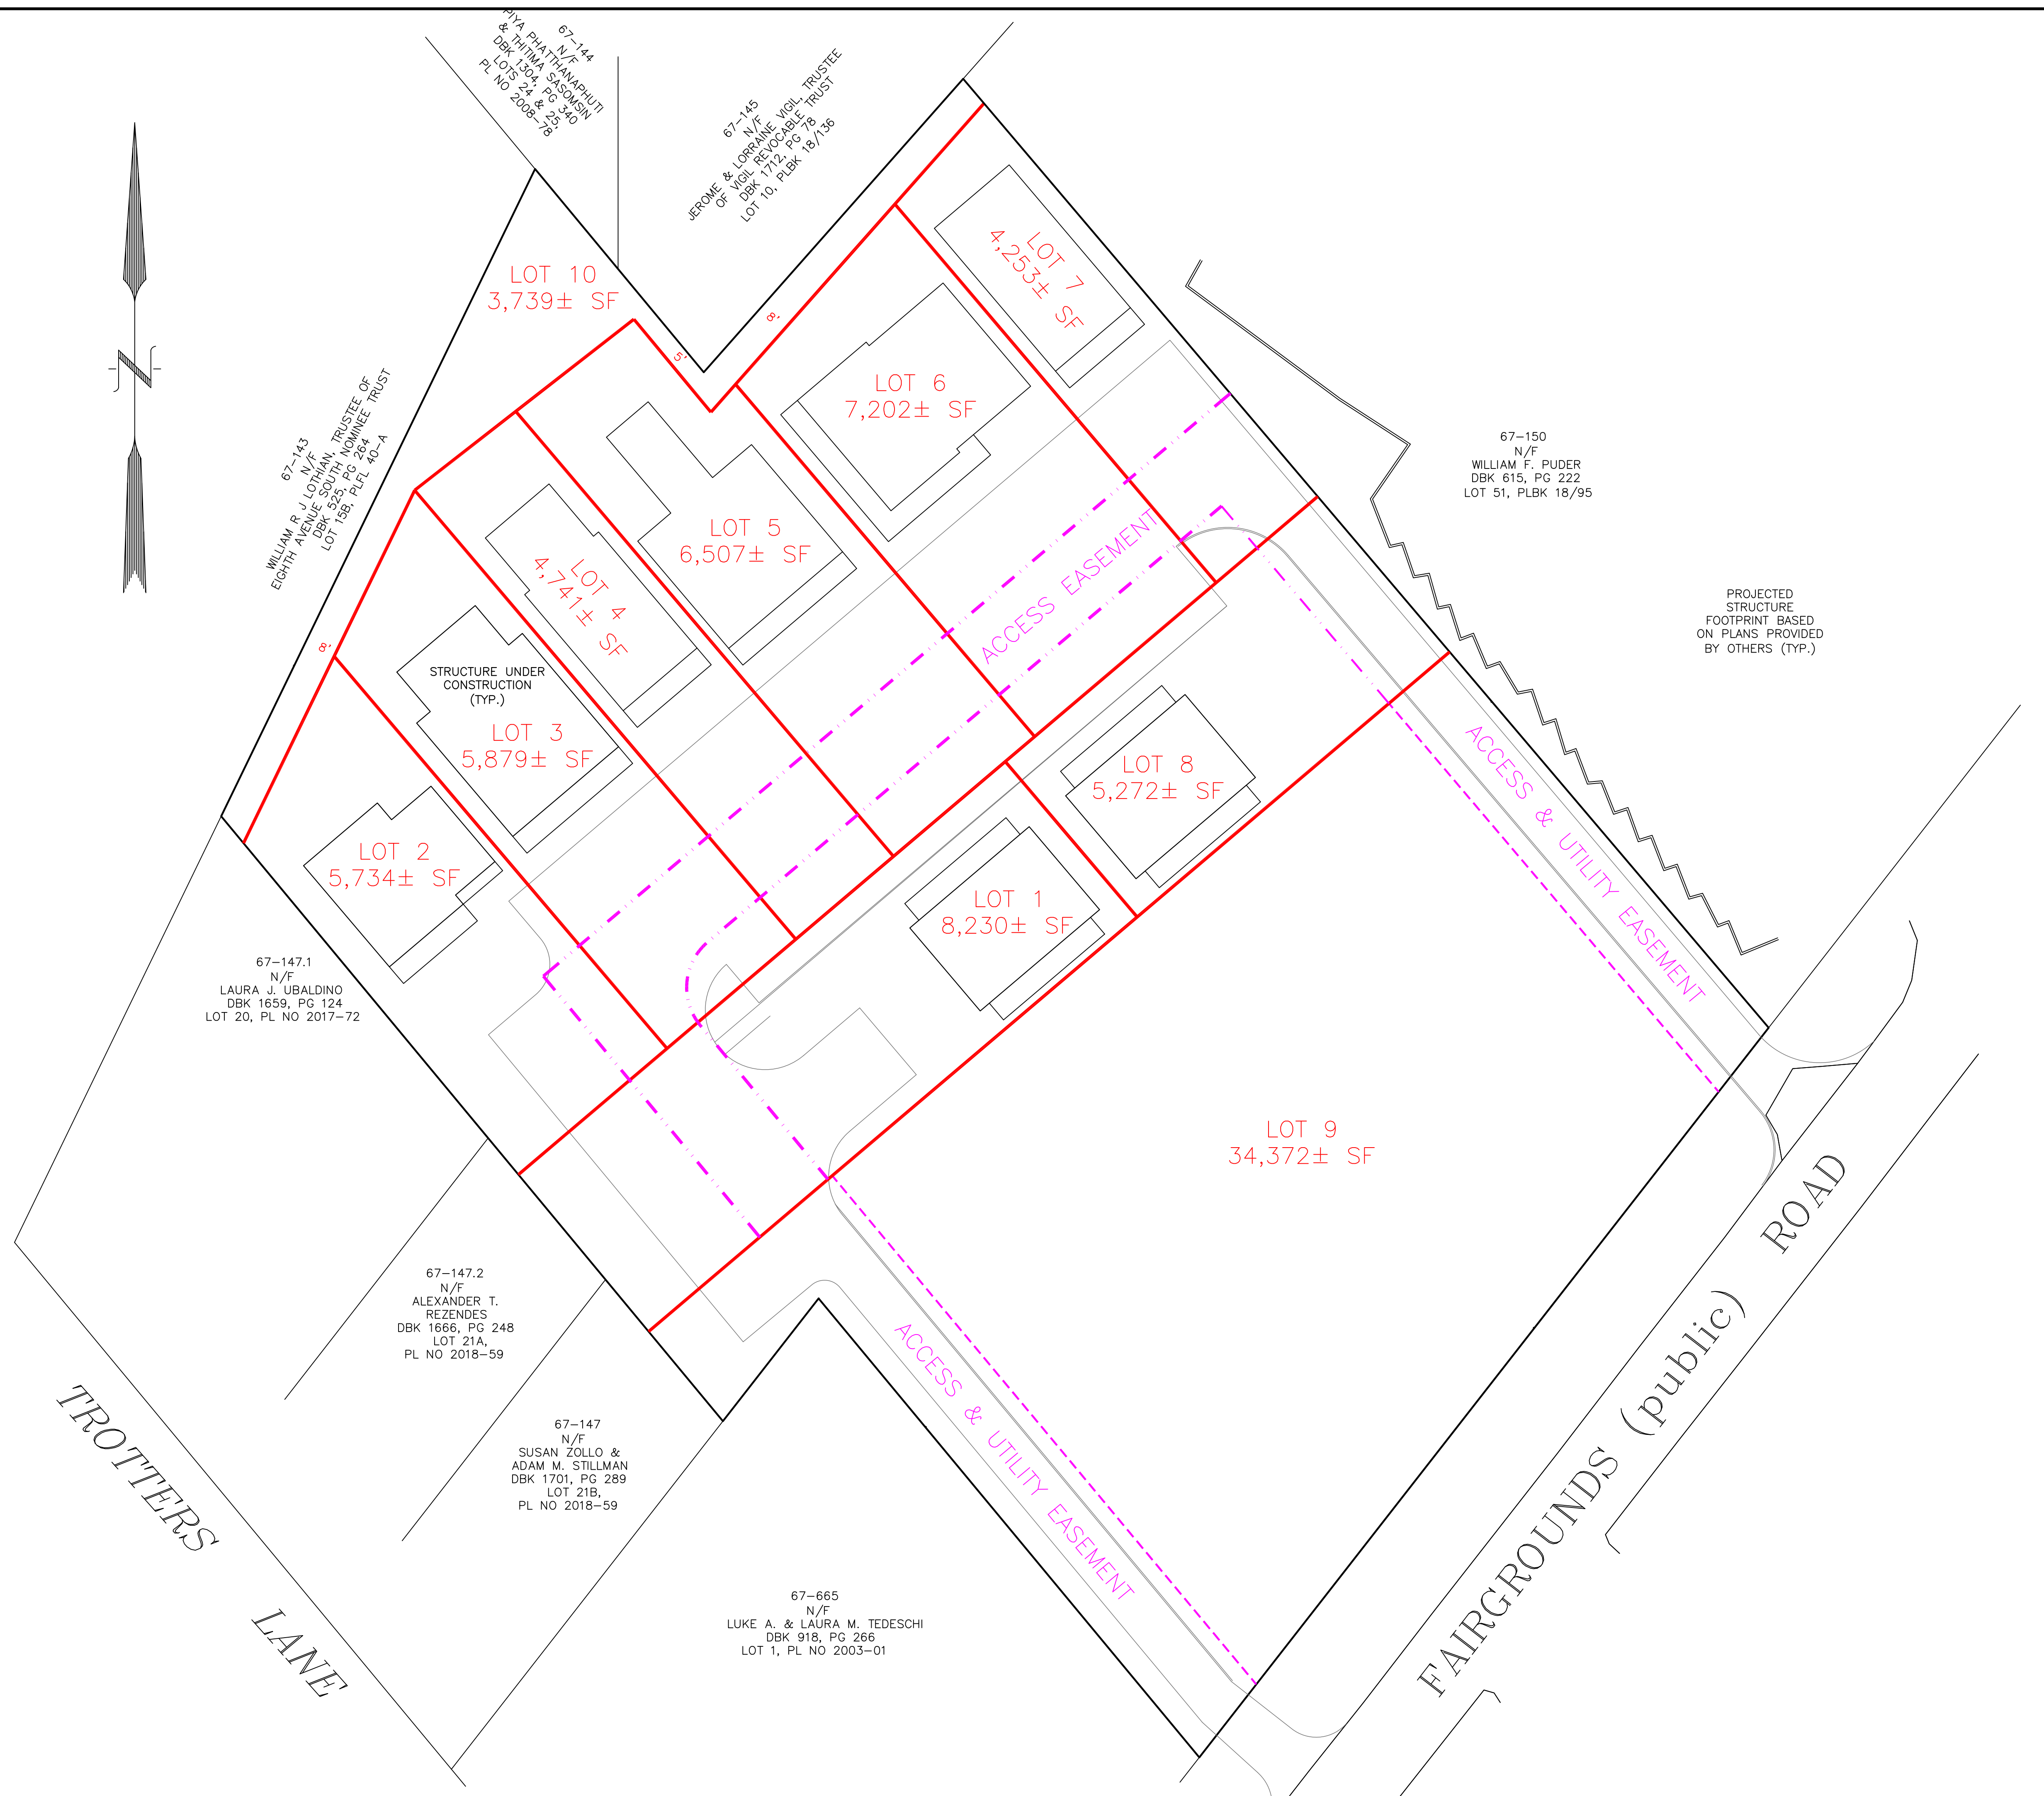 67-144
N/F
PIYA PHATTHANAPHUTI
& THITIMA SASOMSIN
DBK 1304, PG 340
LOTS 24 & 25,
PL NO 2008-78
67-145
N/F
JEROME & LORRAINE VIGIL, TRUSTEE
OF VIGIL REVOCABLE TRUST
DBK 1712, PG 78
LOT 10, PLBK 18/136
N
LOT 10
3,739± SF
5'
8'
LOT 7
4,253± SF
LOT 6
7,202± SF
67-143
N/F
WILLIAM R J LOTHIAN, TRUSTEE OF
EIGHTH AVENUE SOUTH NOMINEE TRUST
DBK 525, PG 264
LOT 15B, PLFL 40-A
8'
LOT 5
6,507± SF
LOT 4
4,741± SF
STRUCTURE UNDER
CONSTRUCTION
(TYP.)
LOT 3
5,879± SF
LOT 2
5,734± SF
ACCESS EASEMENT
67-150
N/F
WILLIAM F. PUDER
DBK 615, PG 222
LOT 51, PLBK 18/95
PROJECTED
STRUCTURE
FOOTPRINT BASED
ON PLANS PROVIDED
BY OTHERS (TYP.)
LOT 8
5,272± SF
LOT 1
8,230± SF
ACCESS & UTILITY EASEMENT
67-147.1
N/F
LAURA J. UBALDINO
DBK 1659, PG 124
LOT 20, PL NO 2017-72
LOT 9
34,372± SF
67-147.2
N/F
ALEXANDER T.
REZENDES
DBK 1666, PG 248
LOT 21A,
PL NO 2018-59
67-147
N/F
SUSAN ZOLLO &
ADAM M. STILLMAN
DBK 1701, PG 289
LOT 21B,
PL NO 2018-59
ACCESS & UTILITY EASEMENT
67-665
N/F
LUKE A. & LAURA M. TEDESCHI
DBK 918, PG 266
LOT 1, PL NO 2003-01
TROTTERS LANE
FAIRGROUNDS (public) ROAD